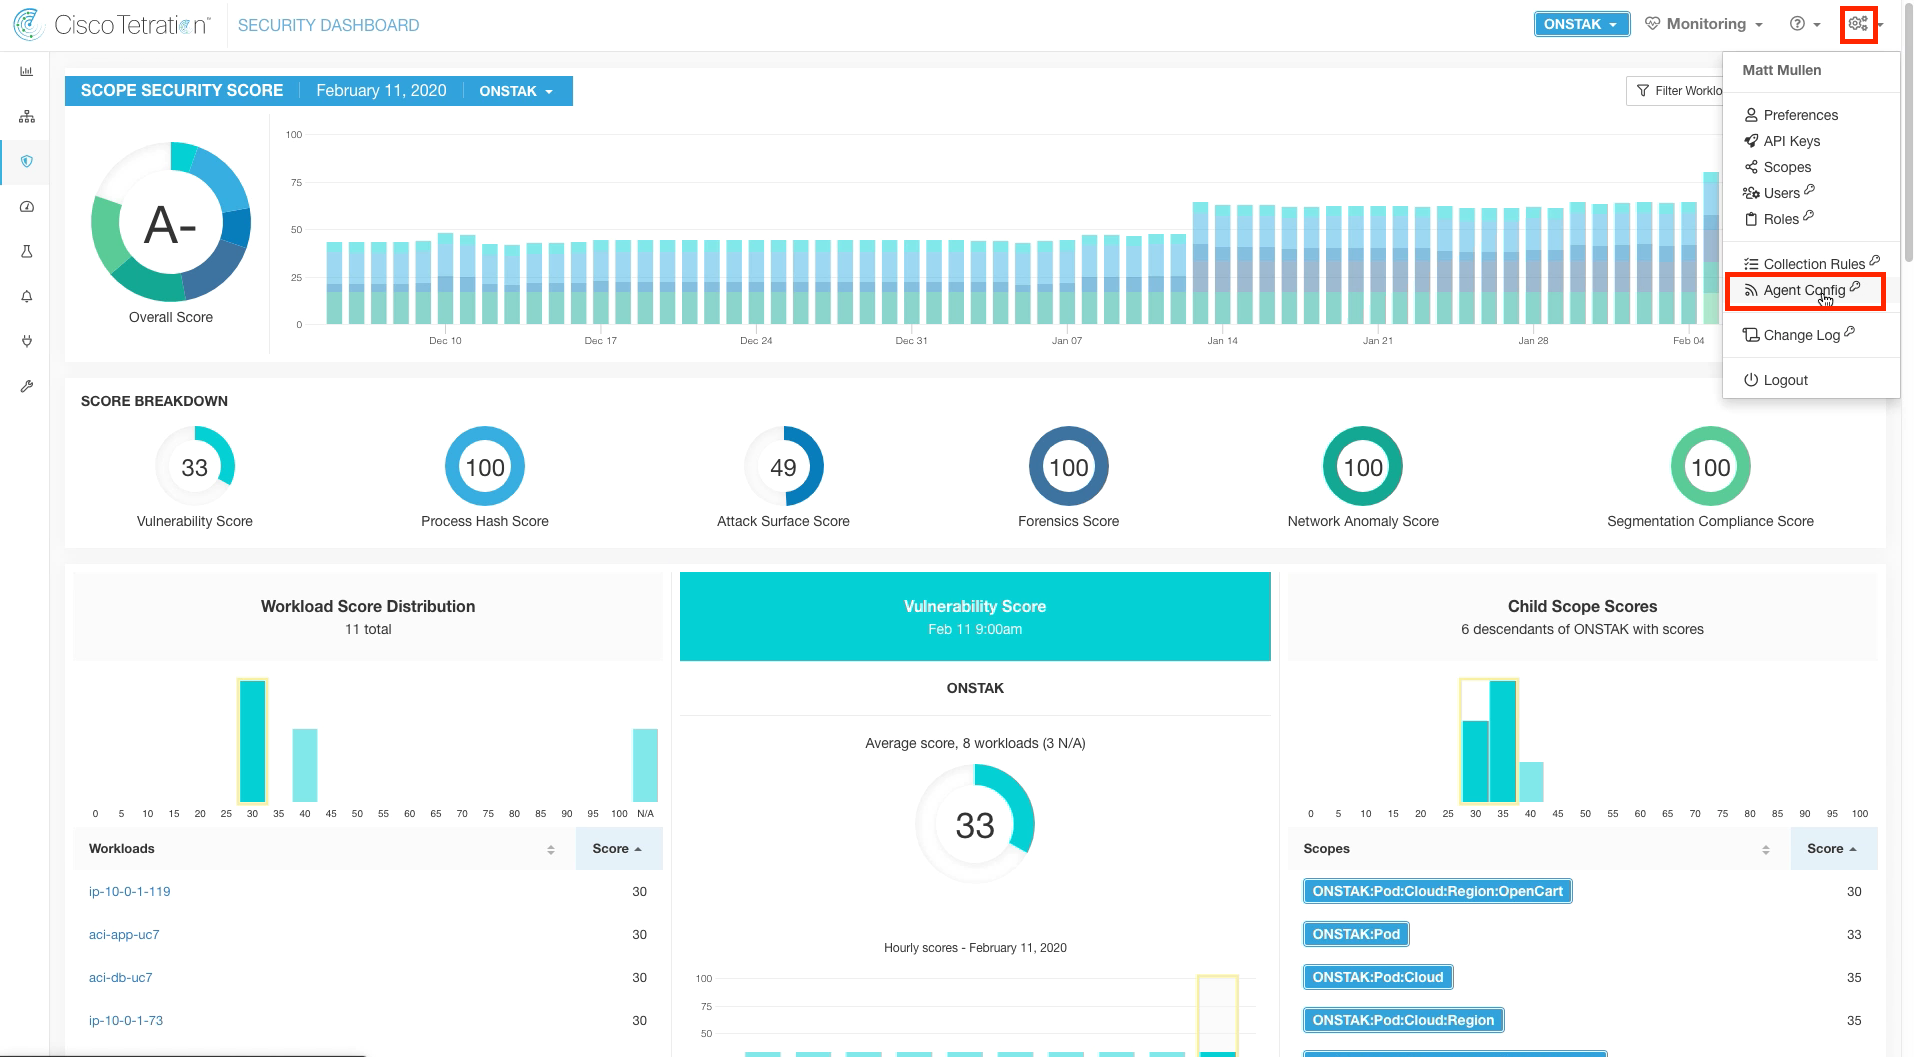 Cisco Tetration™
SECURITY DASHBOARD
ONSTAK
Monitoring
SCOPE SECURITY SCORE
February 11, 2020
ONSTAK
Filter Worklo
Matt Mullen
Preferences
API Keys
Scopes
Users
Roles
Collection Rules
Agent Config
Change Log
Logout
A-
Overall Score
100
75
50
25
0
Dec 10
Dec 17
Dec 24
Dec 31
Jan 07
Jan 14
Jan 21
Jan 28
Feb 04
SCORE BREAKDOWN
33
Vulnerability Score
100
Process Hash Score
49
Attack Surface Score
100
Forensics Score
100
Network Anomaly Score
100
Segmentation Compliance Score
Workload Score Distribution
11 total
0 5 10 15 20 25 30 35 40 45 50 55 60 65 70 75 80 85 90 95 100 N/A
Workloads Score
ip-10-0-1-119 30
aci-app-uc7 30
aci-db-uc7 30
ip-10-0-1-73 30
Vulnerability Score
Feb 11 9:00am
ONSTAK
Average score, 8 workloads (3 N/A)
33
Hourly scores - February 11, 2020
100
75
50
Child Scope Scores
6 descendants of ONSTAK with scores
0 5 10 15 20 25 30 35 40 45 50 55 60 65 70 75 80 85 90 95 100
Scopes Score
ONSTAK:Pod:Cloud:Region:OpenCart 30
ONSTAK:Pod 33
ONSTAK:Pod:Cloud 35
ONSTAK:Pod:Cloud:Region 35